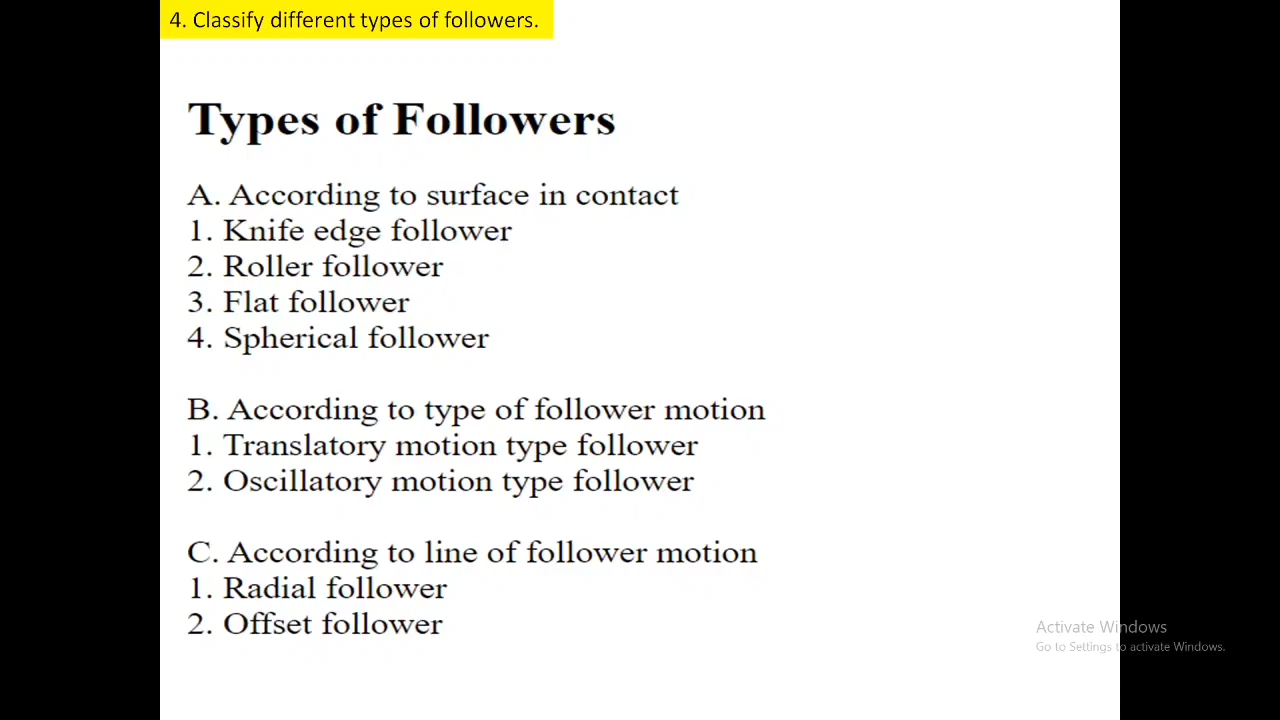 4. Classify different types of followers.
Types of Followers
A. According to surface in contact
1. Knife edge follower
2. Roller follower
3. Flat follower
4. Spherical follower
B. According to type of follower motion
1. Translatory motion type follower
2. Oscillatory motion type follower
C. According to line of follower motion
1. Radial follower
2. Offset follower
Activate Windows
Go to Settings to activate Windows.